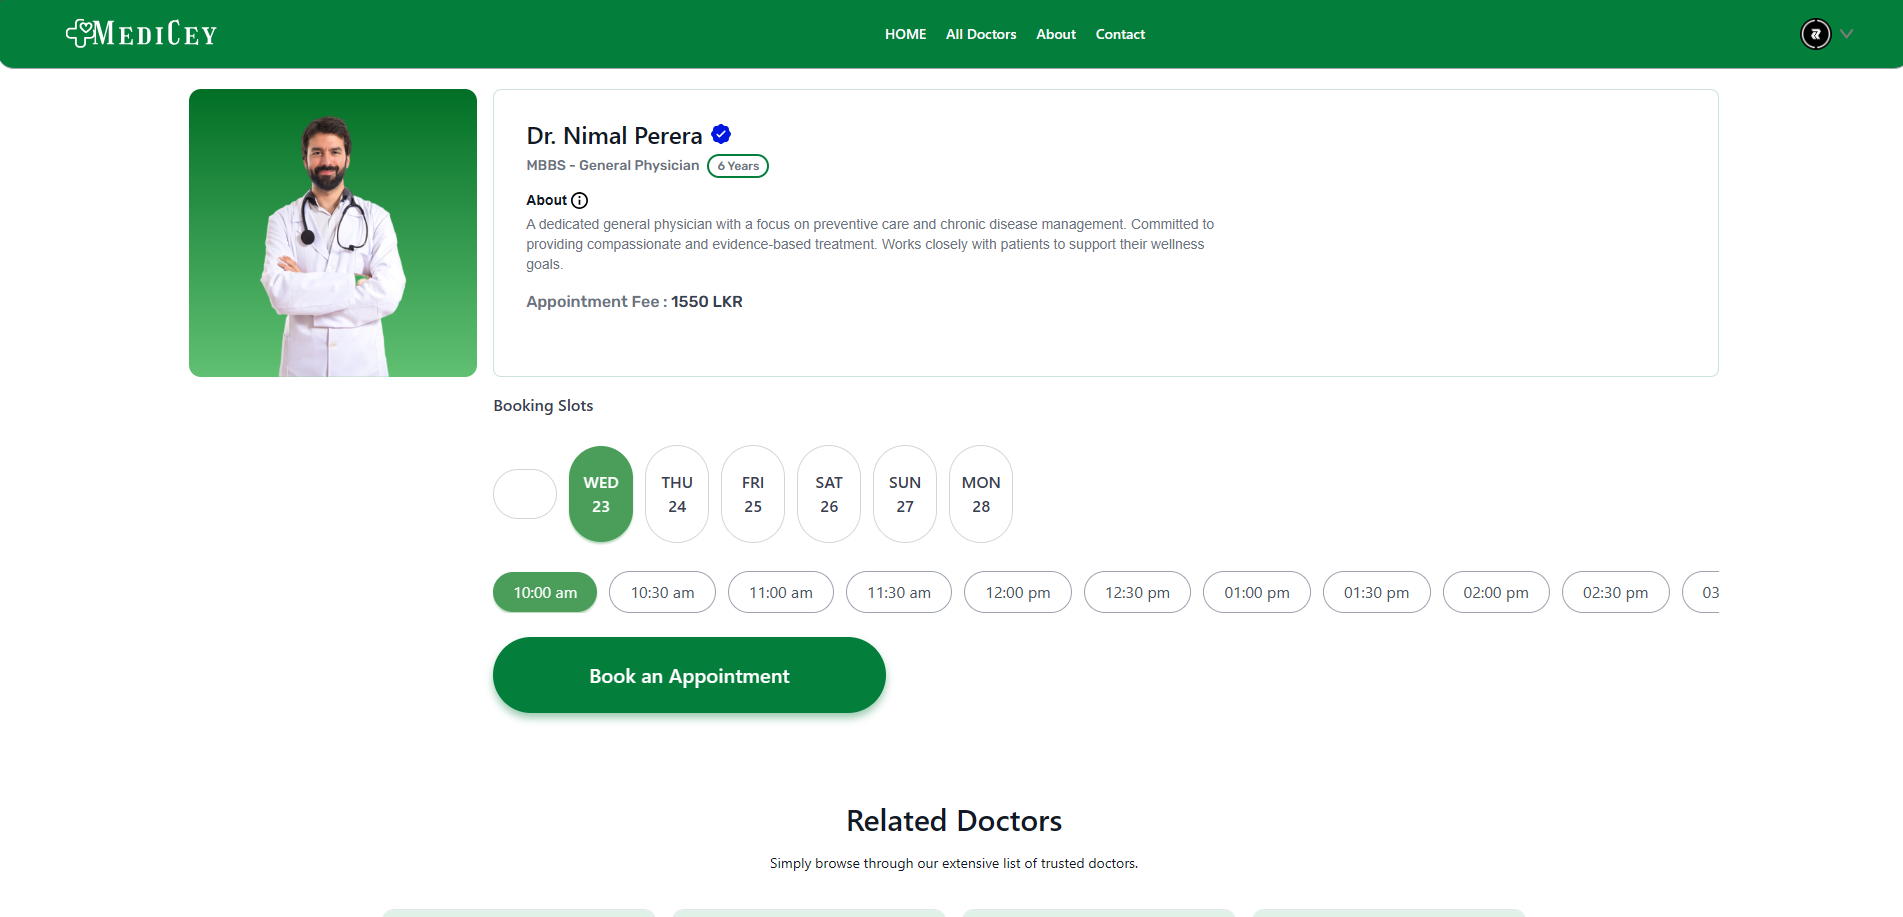 MEDICEY
HOME All Doctors About Contact
Dr. Nimal Perera
MBBS - General Physician 6 Years
About
A dedicated general physician with a focus on preventive care and chronic disease management. Committed to
providing compassionate and evidence-based treatment. Works closely with patients to support their wellness
goals.
Appointment Fee : 1550 LKR
Booking Slots
WED THU FRI SAT SUN MON
23 24 25 26 27 28
10:00 am 10:30 am 11:00 am 11:30 am 12:00 pm 12:30 pm 01:00 pm 01:30 pm 02:00 pm 02:30 pm 03
Book an Appointment
Related Doctors
Simply browse through our extensive list of trusted doctors.